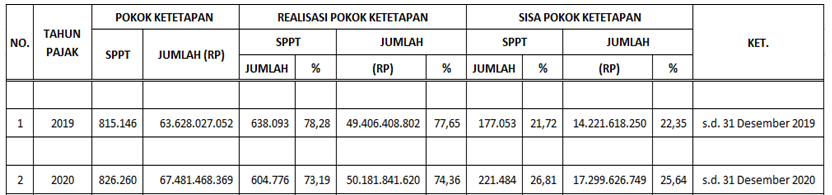 NO. TAHUN PAJAK POKOK KETETAPAN REALISASI POKOK KETETAPAN SISA POKOK KETETAPAN KET.
SPPT JUMLAH (RP) SPPT JUMLAH SPPT JUMLAH
JUMLAH % (RP) % JUMLAH % (RP) %
1 2019 815.146 63.628.027.052 638.093 78,28 49.406.408.802 77,65 177.053 21,72 14.221.618.250 22,35 s.d. 31 Desember 2019
2 2020 826.260 67.481.468.369 604.776 73,19 50.181.841.620 74,36 221.484 26,81 17.299.626.749 25,64 s.d. 31 Desember 2020